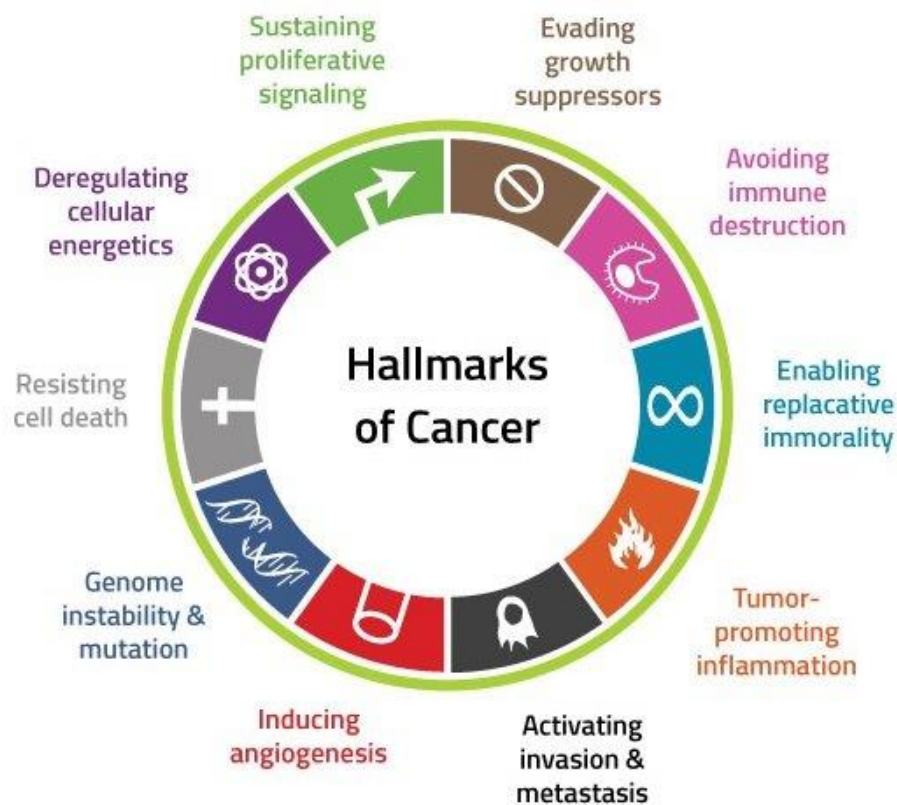 Sustaining
proliferative
signaling
Evading
growth
suppressors
Avoiding
immune
destruction
Enabling
replacative
immorality
Tumor-
promoting
inflammation
Activating
invasion &
metastasis
Inducing
angiogenesis
Genome
instability &
mutation
Resisting
cell death
Deregulating
cellular
energetics
Hallmarks
of Cancer